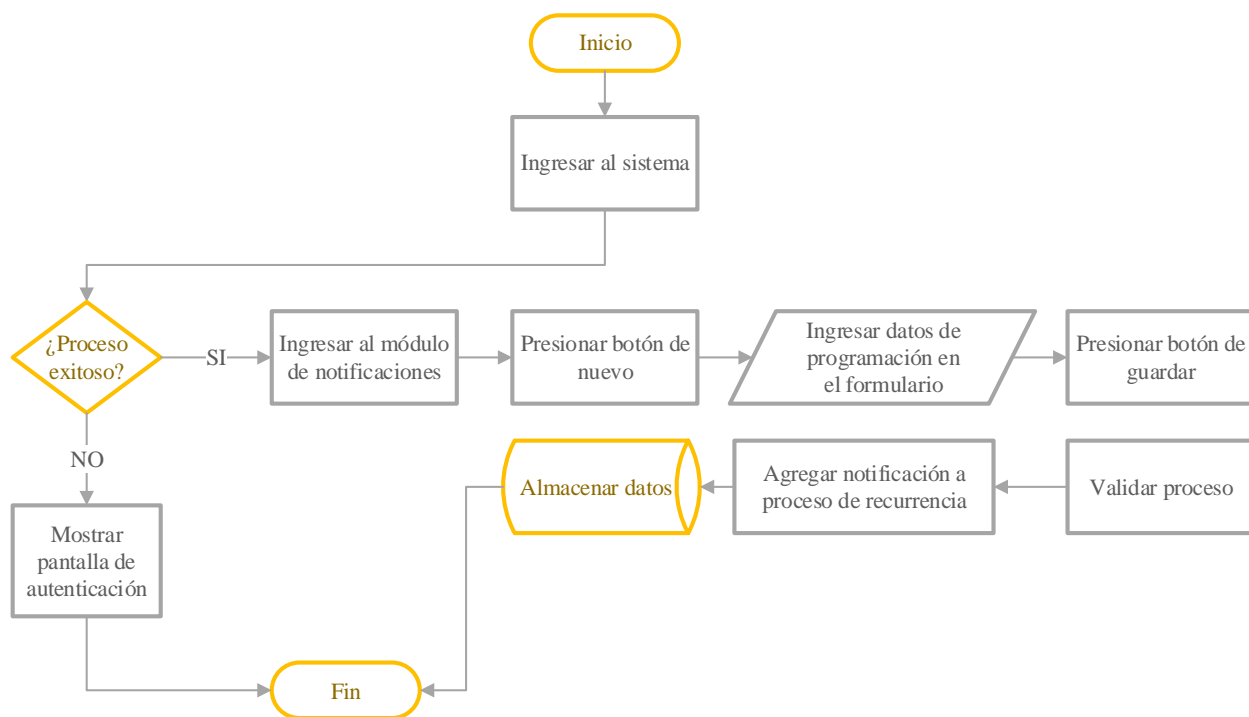 Inicio
Ingresar al sistema
¿Proceso
exitoso?
SI
Ingresar al módulo
de notificaciones
Presionar botón de
nuevo
Ingresar datos de
programación en
el formulario
Presionar botón de
guardar
NO
Almacenar datos
Agregar notificación a
proceso de recurrencia
Validar proceso
Mostrar
pantalla de
autenticación
Fin